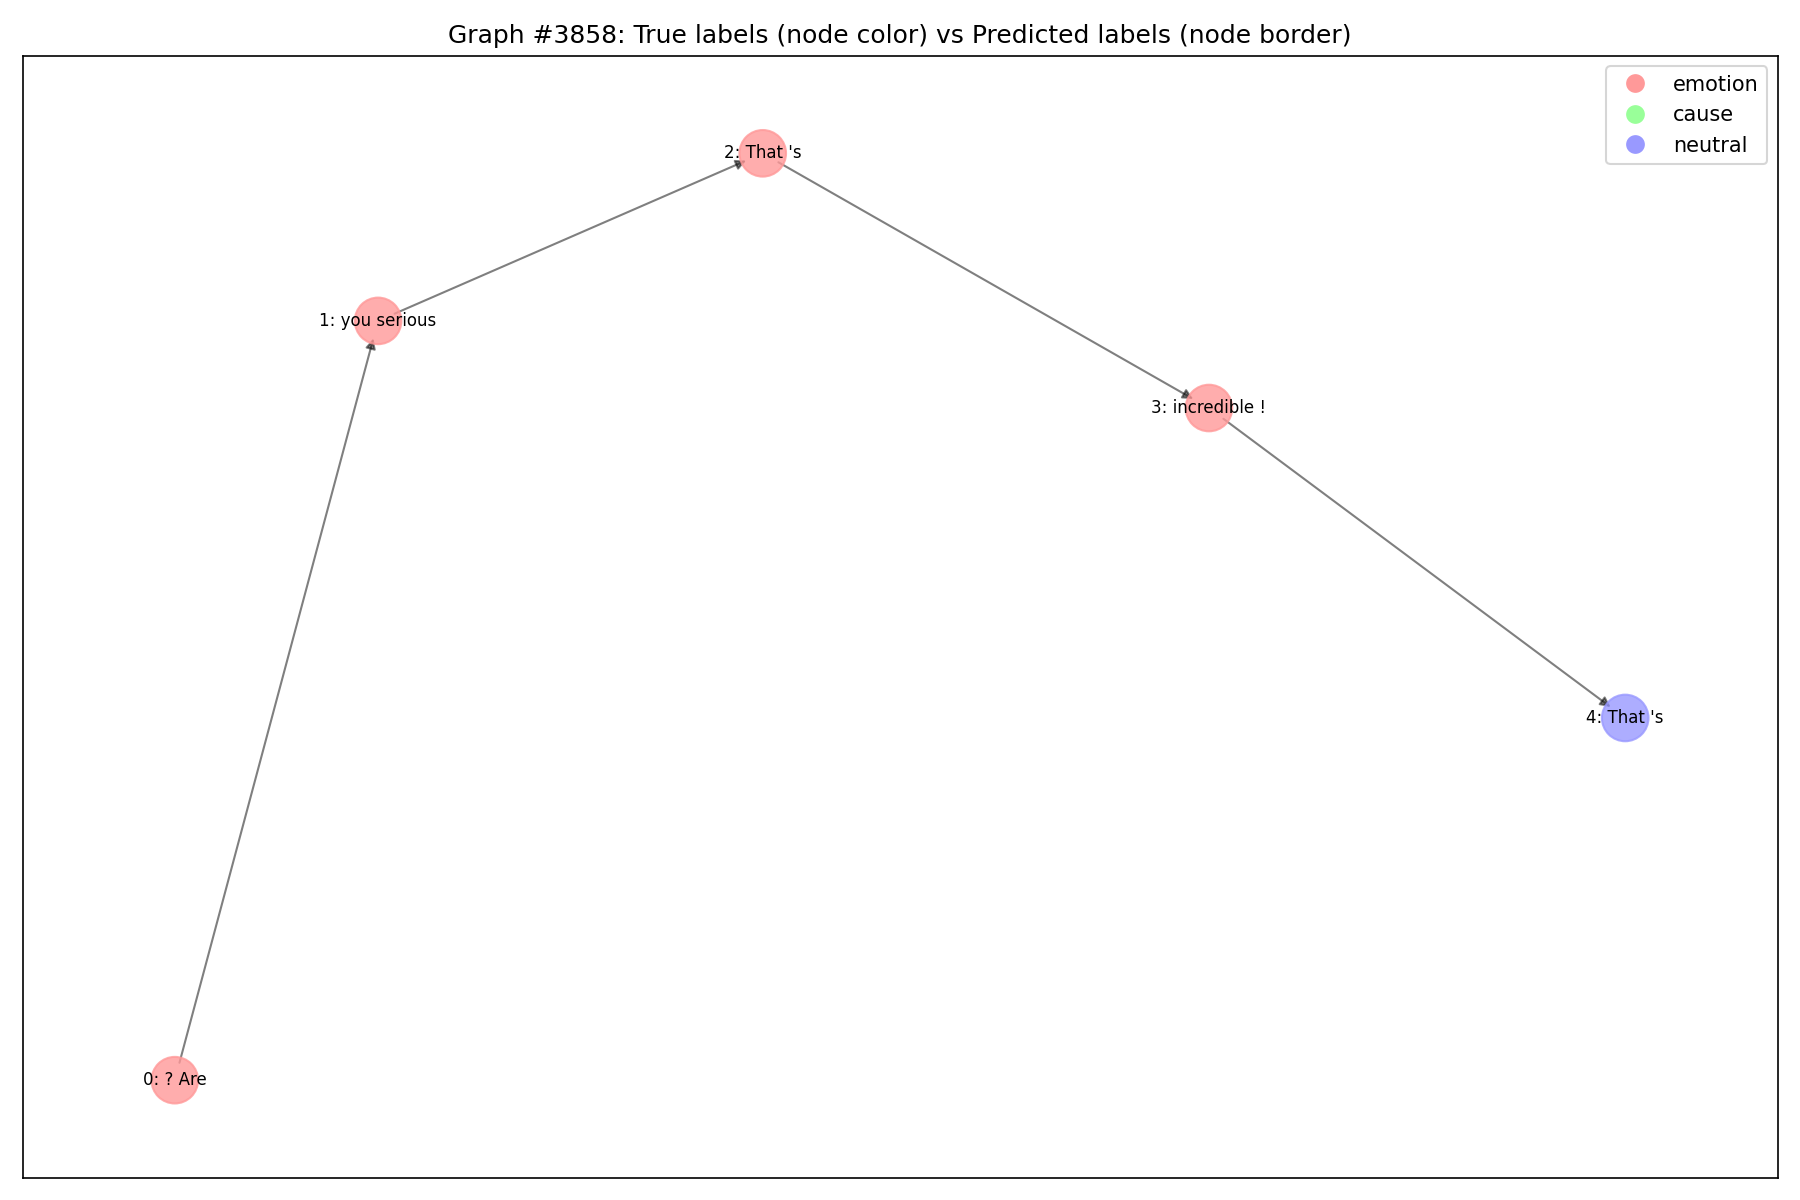 Graph #3858: True labels (node color) vs Predicted labels (node border)
emotion
cause
neutral
2: That 's
1: you serious
3: incredible !
4: That 's
0: ? Are